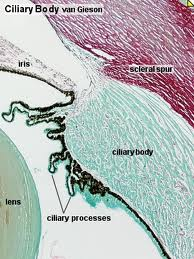 Ciliary Body van Gieson
iris
scleral spur
ciliary body
lens
ciliary processes